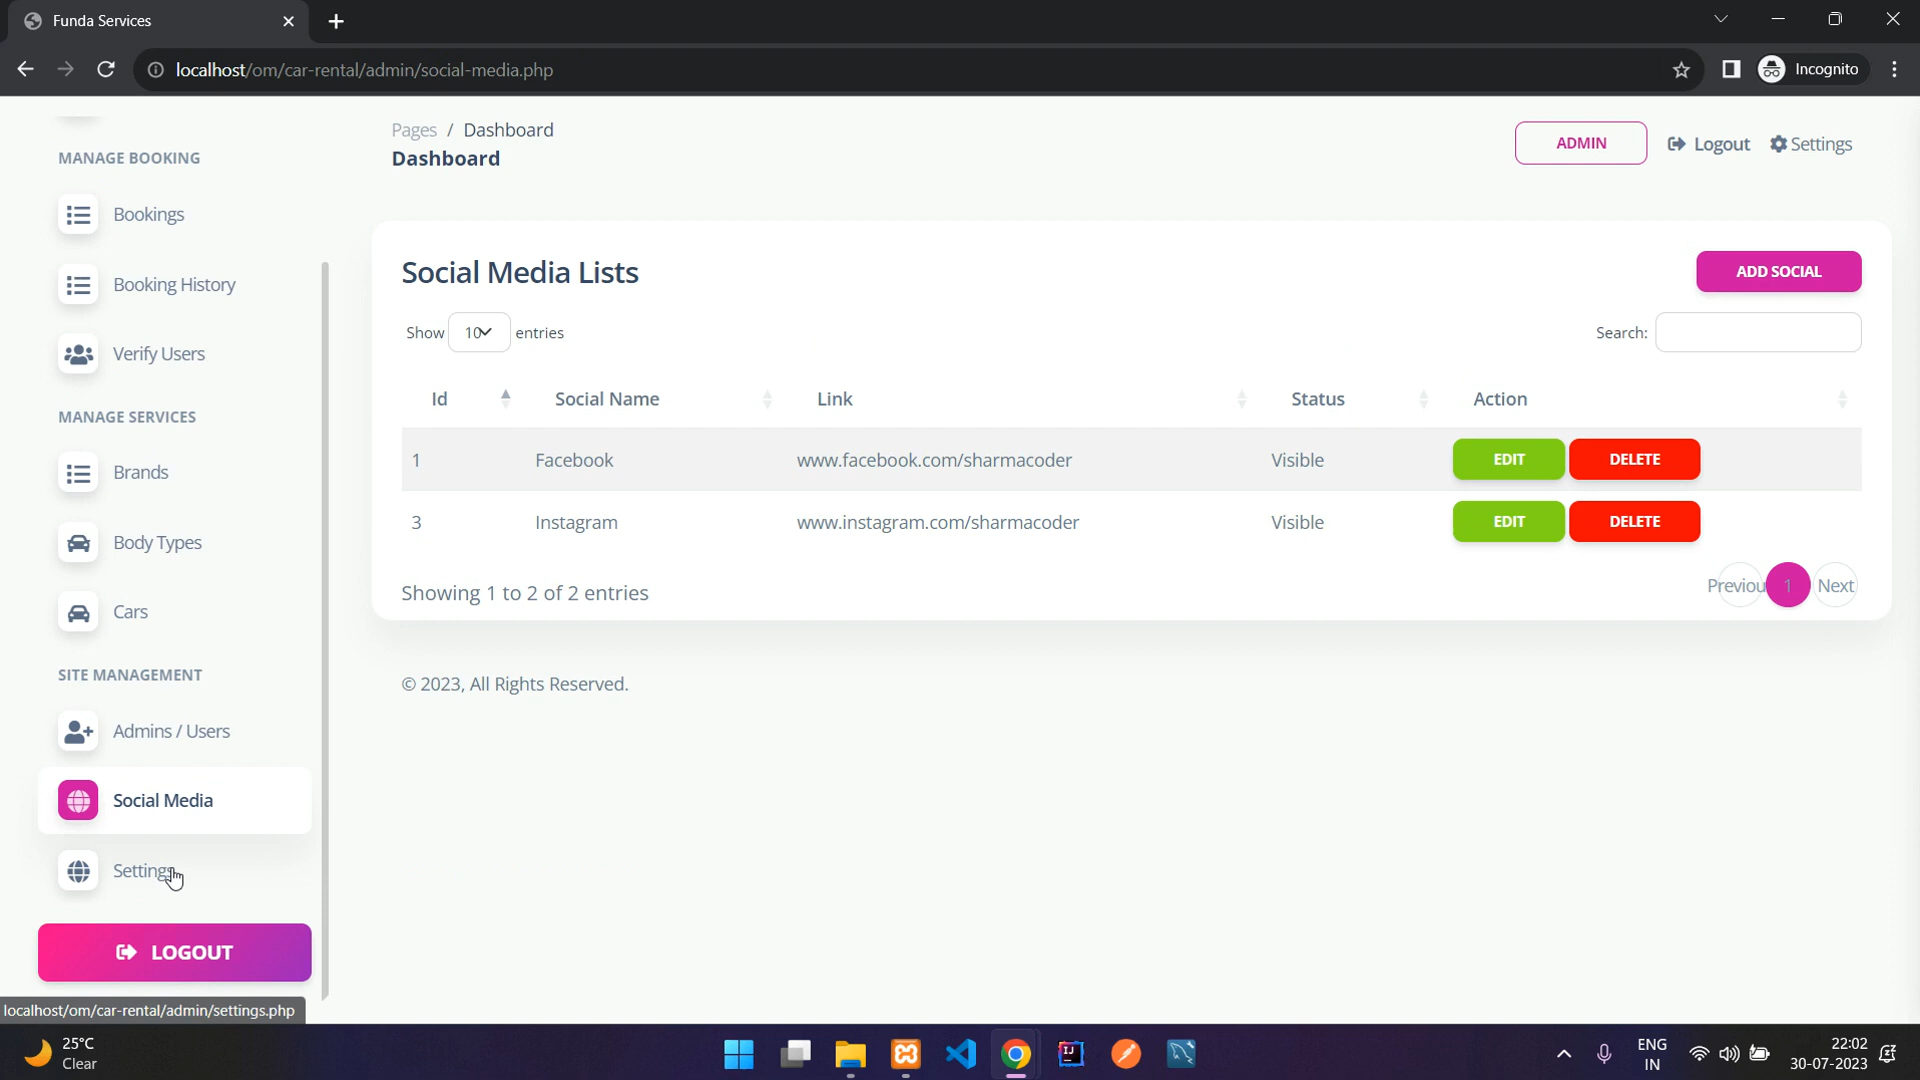 Funda Services
localhost/om/car-rental/admin/social-media.php
Incognito
MANAGE BOOKING
Bookings
Booking History
Verify Users
MANAGE SERVICES
Brands
Body Types
Cars
SITE MANAGEMENT
Admins / Users
Social Media
Settings
LOGOUT
localhost/om/car-rental/admin/settings.php
Pages / Dashboard
Dashboard
ADMIN Logout Settings
Social Media Lists
ADD SOCIAL
Show 10 entries
Search:
Id Social Name Link Status Action
1 Facebook www.facebook.com/sharmacoder Visible EDIT DELETE
3 Instagram www.instagram.com/sharmacoder Visible EDIT DELETE
Showing 1 to 2 of 2 entries
Previou 1 Next
© 2023, All Rights Reserved.
25°C
Clear
IJ
ENG
IN
22:02
30-07-2023